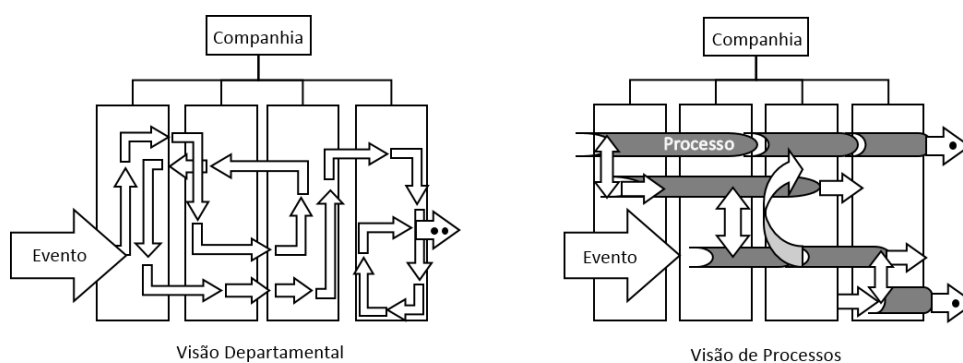 Companhia
Evento
Visão Departamental
Companhia
Processo
Evento
Visão de Processos